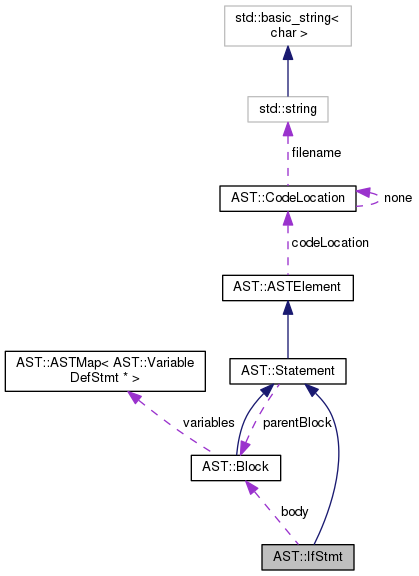 std::basic_string<
char >
std::string
filename
AST::CodeLocation
none
codeLocation
AST::ASTElement
AST::ASTMap< AST::Variable
DefStmt * >
AST::Statement
variables
parentBlock
AST::Block
body
AST::IfStmt